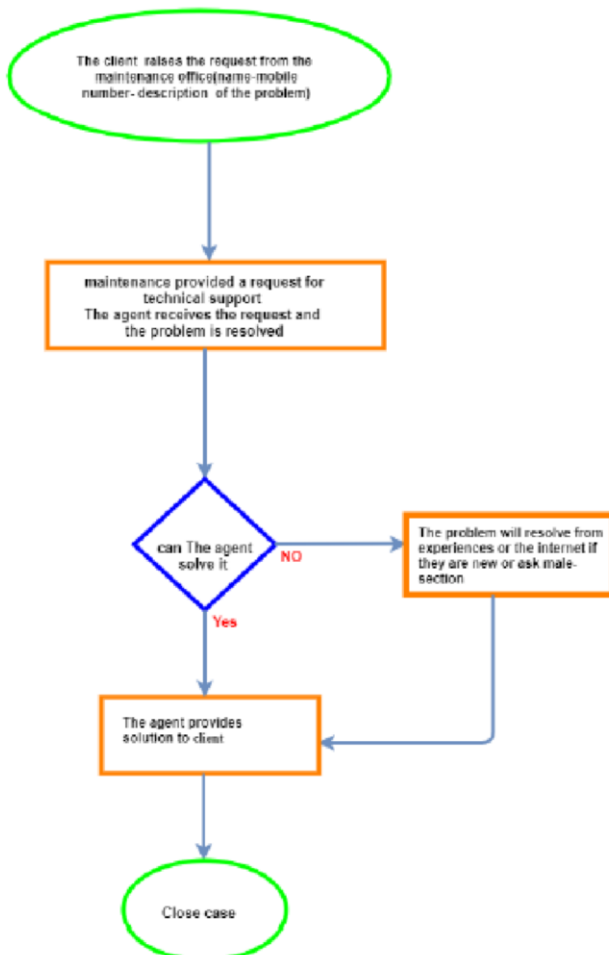 The client raises the request from the
maintenance office(name-mobile
number- description of the problem)
maintenance provided a request for
technical support
The agent receives the request and
the problem is resolved
can The agent
solve it
NO
The problem will resolve from
experiences or the internet if
they are new or ask male-
section
Yes
The agent provides
solution to client
Close case